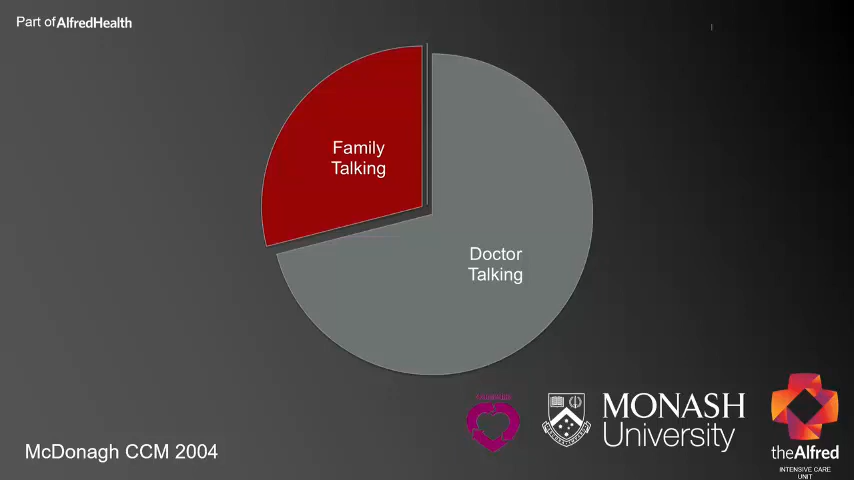 Part of AlfredHealth
Family
Talking
Doctor
Talking
MONASH
University
theAlfred
INTENSIVE CARE
UNIT
McDonagh CCM 2004